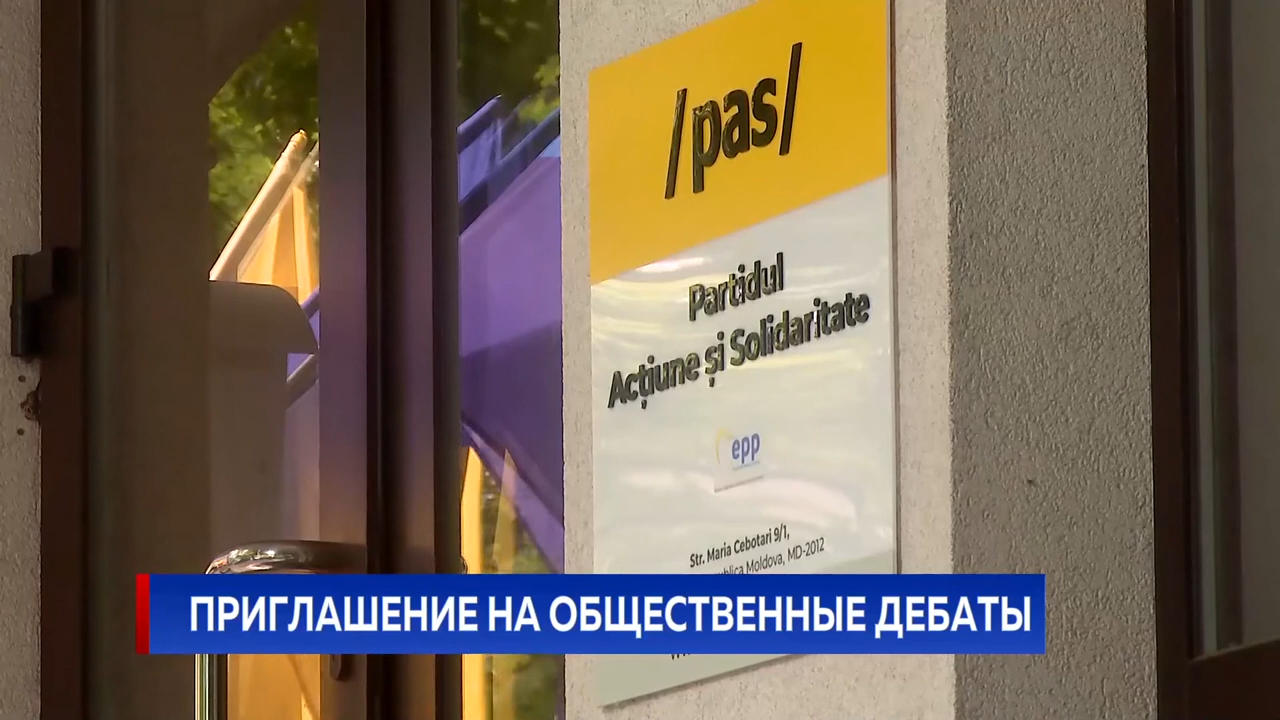 /pas/
Partidul
Acțiune și Solidaritate
epp
Str. Maria Cebotari 9/1,
Moldova, MD-2012
ПРИГЛАШЕНИЕ НА ОБЩЕСТВЕННЫЕ ДЕБАТЫ